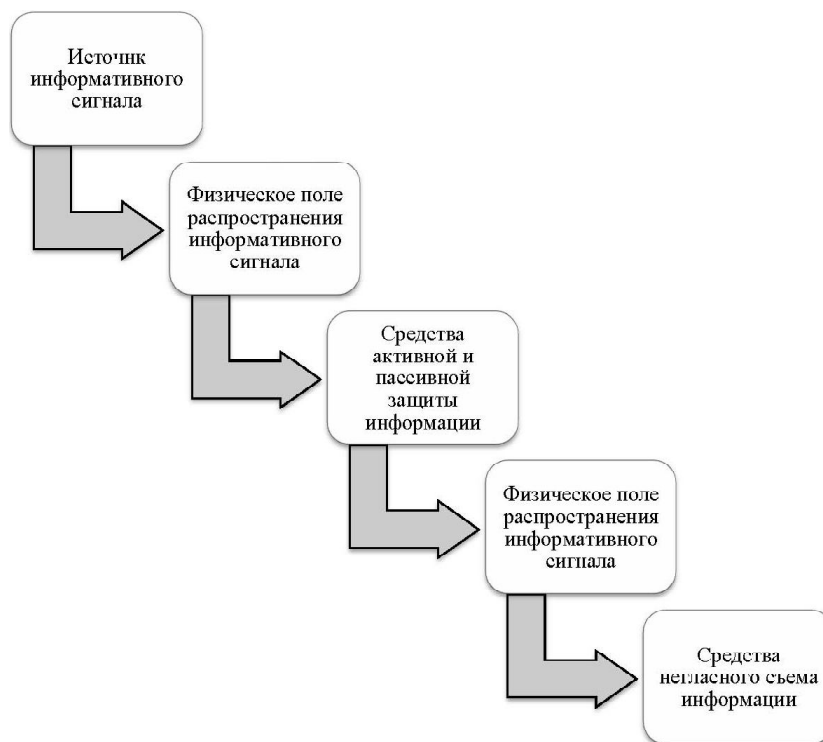 Источник
информативного
сигнала
Физическое поле
распространения
информативного
сигнала
Средства
активной и
пассивной
защиты
информации
Физическое поле
распространения
информативного
сигнала
Средства
негласного съема
информации